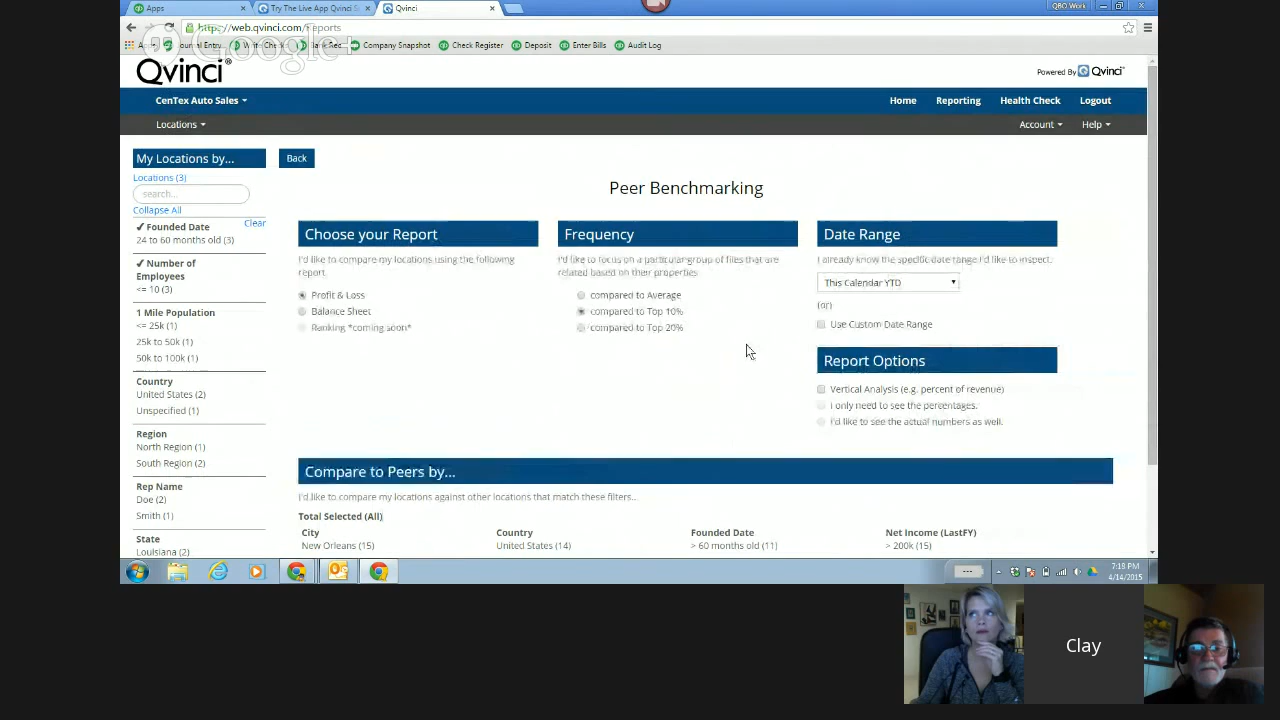 Apps
Try The Live App Qvinci S
Qvinci
QBO Work
https://web.qvinci.com/reports
Google+
Journal Entry
Write Check
Bank Rec
Company Snapshot
Check Register
Deposit
Enter Bills
Audit Log
Qvinci®
Powered By Qvinci™
CenTex Auto Sales
Home
Reporting
Health Check
Logout
Locations
Account
Help
My Locations by...
Locations (3)
search...
Collapse All
Clear
✔ Founded Date
24 to 60 months old (3)
✔ Number of
Employees
<= 10 (3)
1 Mile Population
<= 25k (1)
25k to 50k (1)
50k to 100k (1)
Country
United States (2)
Unspecified (1)
Region
North Region (1)
South Region (2)
Rep Name
Doe (2)
Smith (1)
State
Louisiana (2)
Back
Peer Benchmarking
Choose your Report
I'd like to compare my locations using the following
report
Profit & Loss
Balance Sheet
Ranking *coming soon*
Frequency
I'd like to focus on a particular group of files that are
related based on their properties
compared to Average
compared to Top 10%
compared to Top 20%
Date Range
I already know the specific date range I'd like to inspect.
This Calendar YTD
(or)
Use Custom Date Range
Report Options
Vertical Analysis (e.g. percent of revenue)
I only need to see the percentages.
I'd like to see the actual numbers as well.
Compare to Peers by...
I'd like to compare my locations against other locations that match these filters..
Total Selected (All)
City
New Orleans (15)
Country
United States (14)
Founded Date
> 60 months old (11)
Net Income (LastFY)
> 200k (15)
7:18 PM
4/14/2015
Clay